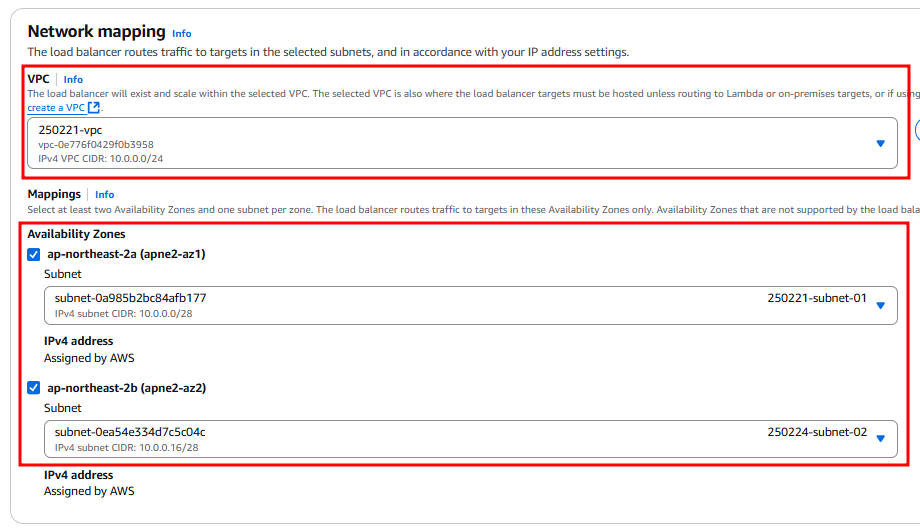 Network mapping Info
The load balancer routes traffic to targets in the selected subnets, and in accordance with your IP address settings.
VPC Info
The load balancer will exist and scale within the selected VPC. The selected VPC is also where the load balancer targets must be hosted unless routing to Lambda or on-premises targets, or if using
create a VPC.
250221-vpc
vpc-0e776f0429f0b3958
IPv4 VPC CIDR: 10.0.0.0/24
Mappings Info
Select at least two Availability Zones and one subnet per zone. The load balancer routes traffic to targets in these Availability Zones only. Availability Zones that are not supported by the load bala
Availability Zones
ap-northeast-2a (apne2-az1)
Subnet
subnet-0a985b2bc84afb177 250221-subnet-01
IPv4 subnet CIDR: 10.0.0.0/28
IPv4 address
Assigned by AWS
ap-northeast-2b (apne2-az2)
Subnet
subnet-0ea54e334d7c5c04c 250224-subnet-02
IPv4 subnet CIDR: 10.0.0.16/28
IPv4 address
Assigned by AWS